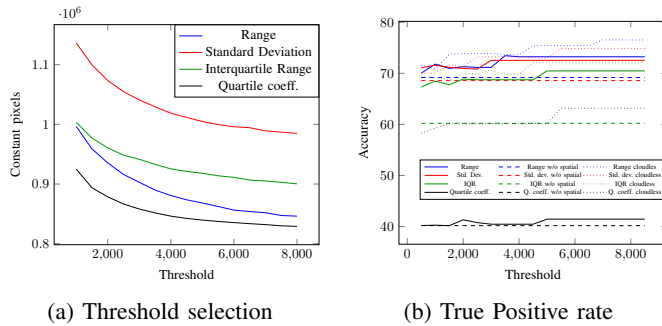 ·10^6
1.1
1
0.9
0.8
Constant pixels
2,000 4,000 6,000 8,000
Threshold
Range
Standard Deviation
Interquartile Range
Quartile coeff.
(a) Threshold selection
80
70
60
50
40
Accuracy
0 2,000 4,000 6,000 8,000
Threshold
Range Range w/o spatial Range cloudless
Std. Dev. Std. dev. w/o spatial Std. dev. cloudless
IQR IQR w/o spatial IQR cloudless
Quartile coeff. Q. coeff. w/o spatial Q. coeff. cloudless
(b) True Positive rate